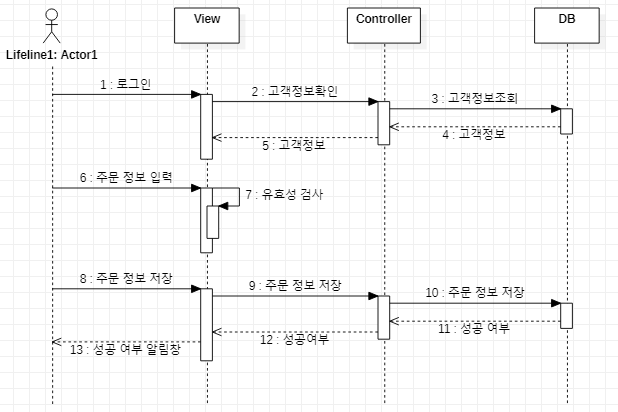 View
Controller
DB
Lifeline1: Actor1
1 : 로그인
2 : 고객정보확인
3 : 고객정보조회
4 : 고객정보
5 : 고객정보
6 : 주문 정보 입력
7 : 유효성 검사
8 : 주문 정보 저장
9 : 주문 정보 저장
10 : 주문 정보 저장
11 : 성공 여부
12 : 성공여부
13 : 성공 여부 알림창